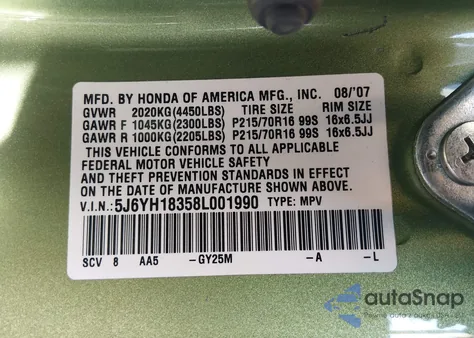 MFD. BY HONDA OF AMERICA MFG., INC. 08/'07
GVWR 2020KG(4450LBS) TIRE SIZE RIM SIZE
GAWR F 1045KG(2300LBS) P215/70R16 99S 16x6.5JJ
GAWR R 1000KG(2205LBS) P215/70R16 99S 16x6.5JJ
THIS VEHICLE CONFORMS TO ALL APPLICABLE
FEDERAL MOTOR VEHICLE SAFETY
AND THEFT PREVENTION STANDARDS IN EFFECT
ON THE DATE OF MANUFACTURE SHOWN ABOVE.
V.I.N.:5J6YH18358L001990 TYPE: MPV
SCV 8 AA5 -GY25M -A -L
autoSnap